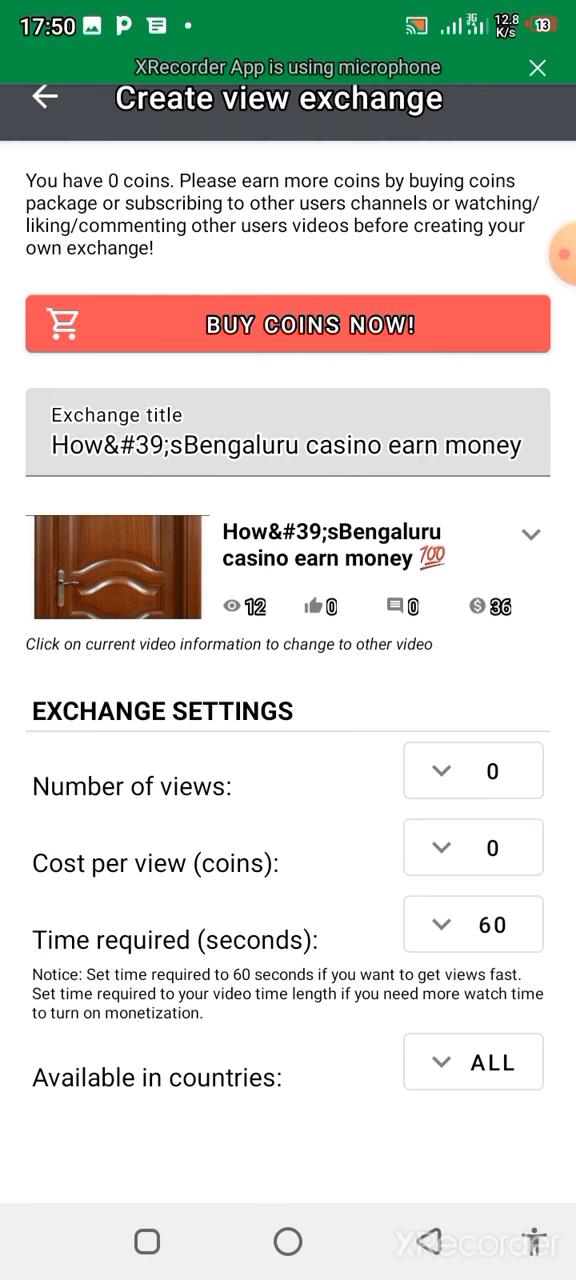 17:50
3G
12.8
K/s
13
XRecorder App is using microphone
Create view exchange
You have 0 coins. Please earn more coins by buying coins
package or subscribing to other users channels or watching/
liking/commenting other users videos before creating your
own exchange!
BUY COINS NOW!
Exchange title
How&#39;sBengaluru casino earn money
How&#39;sBengaluru
casino earn money 💯
12 0 0 36
Click on current video information to change to other video
EXCHANGE SETTINGS
Number of views: 0
Cost per view (coins): 0
Time required (seconds): 60
Notice: Set time required to 60 seconds if you want to get views fast.
Set time required to your video time length if you need more watch time
to turn on monetization.
Available in countries: ALL
XRecorder